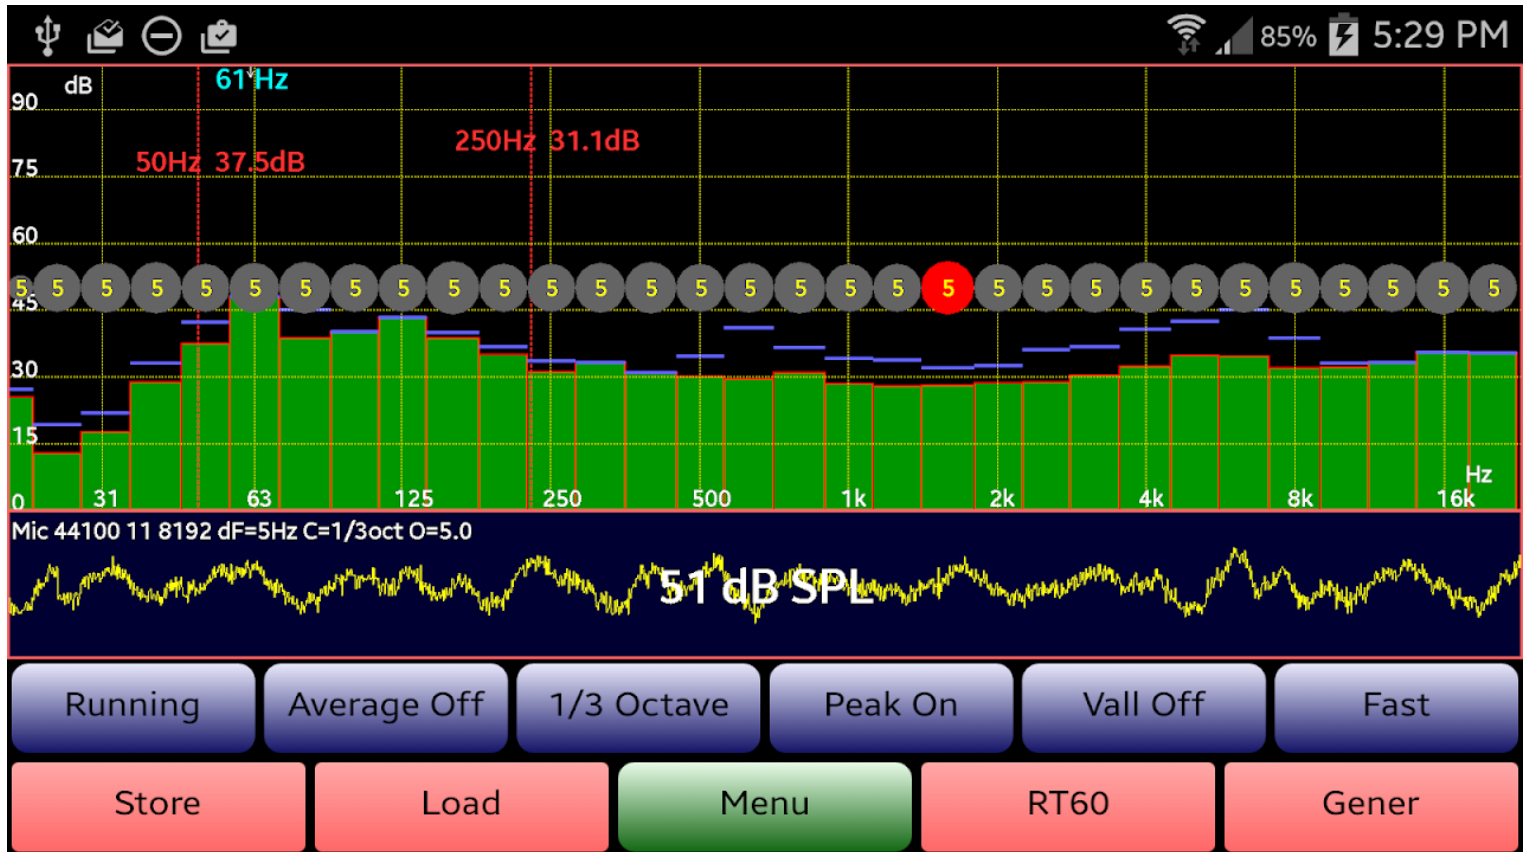 85% 5:29 PM
dB 61 Hz
90
250Hz 31.1dB
50Hz 37.5dB
75
60
5 5 5 5 5 5 5 5 5 5 5 5 5 5 5 5 5 5 5 5 5 5 5 5 5 5 5 5 5 5 5
45
30
15
Hz
0 31 63 125 250 500 1k 2k 4k 8k 16k
Mic 44100 11 8192 dF=5Hz C=1/3oct O=5.0
51 dB SPL
Running Average Off 1/3 Octave Peak On Vall Off Fast
Store Load Menu RT60 Gener